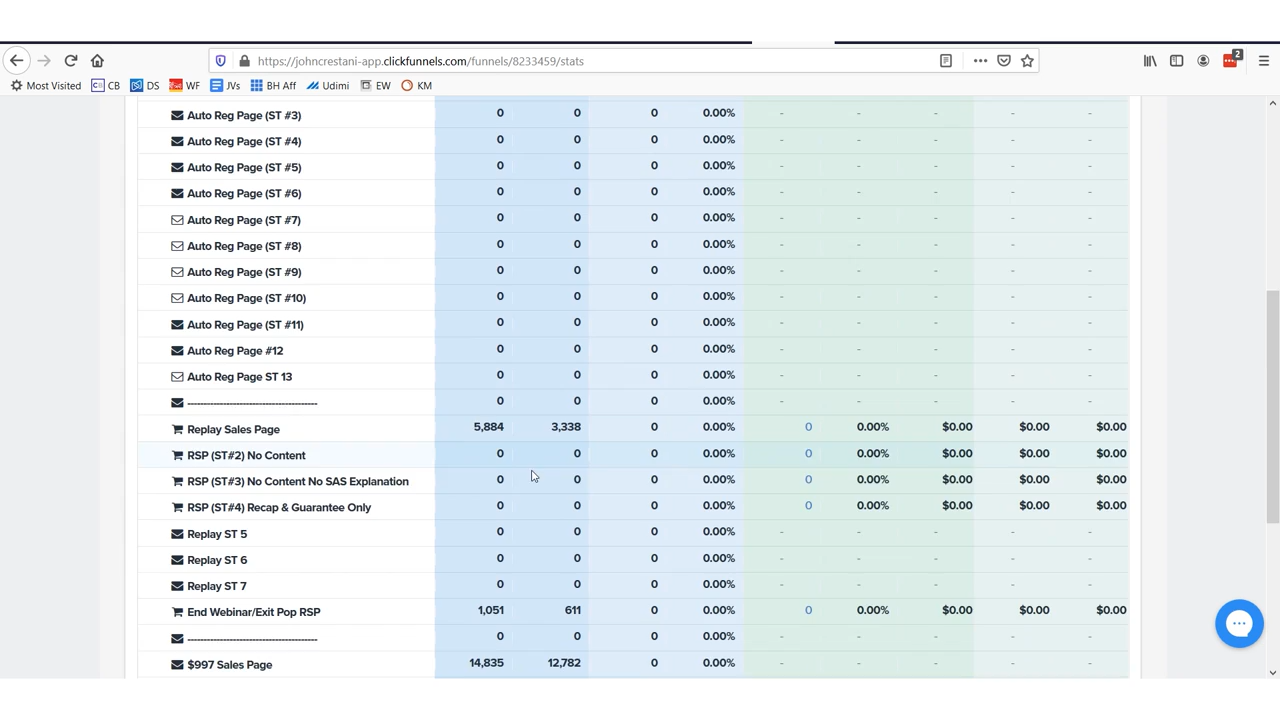 https://johncrestani-app.clickfunnels.com/funnels/8233459/stats
2
Most Visited CB CB DS WF JVs BH Aff Udimi EW KM
Auto Reg Page (ST #3) 0 0 0 0.00% - - - - -
Auto Reg Page (ST #4) 0 0 0 0.00% - - - - -
Auto Reg Page (ST #5) 0 0 0 0.00% - - - - -
Auto Reg Page (ST #6) 0 0 0 0.00% - - - - -
Auto Reg Page (ST #7) 0 0 0 0.00% - - - - -
Auto Reg Page (ST #8) 0 0 0 0.00% - - - - -
Auto Reg Page (ST #9) 0 0 0 0.00% - - - - -
Auto Reg Page (ST #10) 0 0 0 0.00% - - - - -
Auto Reg Page (ST #11) 0 0 0 0.00% - - - - -
Auto Reg Page #12 0 0 0 0.00% - - - - -
Auto Reg Page ST 13 0 0 0 0.00% - - - - -
--------------------------------------- 0 0 0 0.00% - - - - -
Replay Sales Page 5,884 3,338 0 0.00% 0 0.00% $0.00 $0.00 $0.00
RSP (ST#2) No Content 0 0 0 0.00% 0 0.00% $0.00 $0.00 $0.00
RSP (ST#3) No Content No SAS Explanation 0 0 0 0.00% 0 0.00% $0.00 $0.00 $0.00
RSP (ST#4) Recap & Guarantee Only 0 0 0 0.00% 0 0.00% $0.00 $0.00 $0.00
Replay ST 5 0 0 0 0.00% - - - - -
Replay ST 6 0 0 0 0.00% - - - - -
Replay ST 7 0 0 0 0.00% - - - - -
End Webinar/Exit Pop RSP 1,051 611 0 0.00% 0 0.00% $0.00 $0.00 $0.00
--------------------------------------- 0 0 0 0.00% - - - - -
$997 Sales Page 14,835 12,782 0 0.00% - - - - -